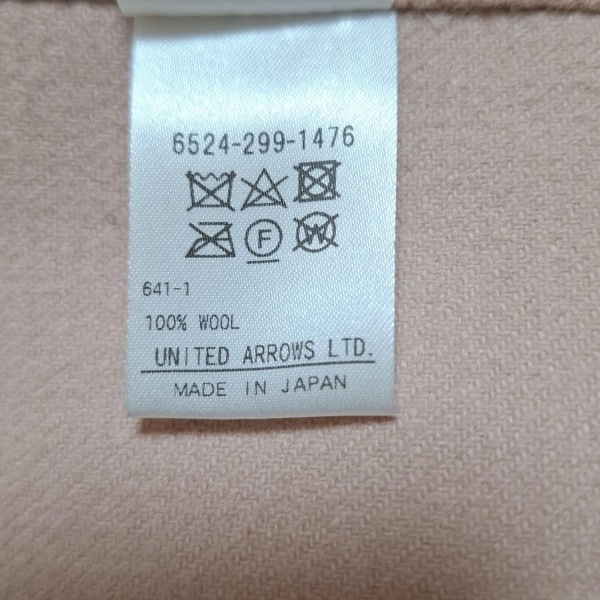 6524-299-1476
F W
641-1
100% WOOL
UNITED ARROWS LTD.
MADE IN JAPAN